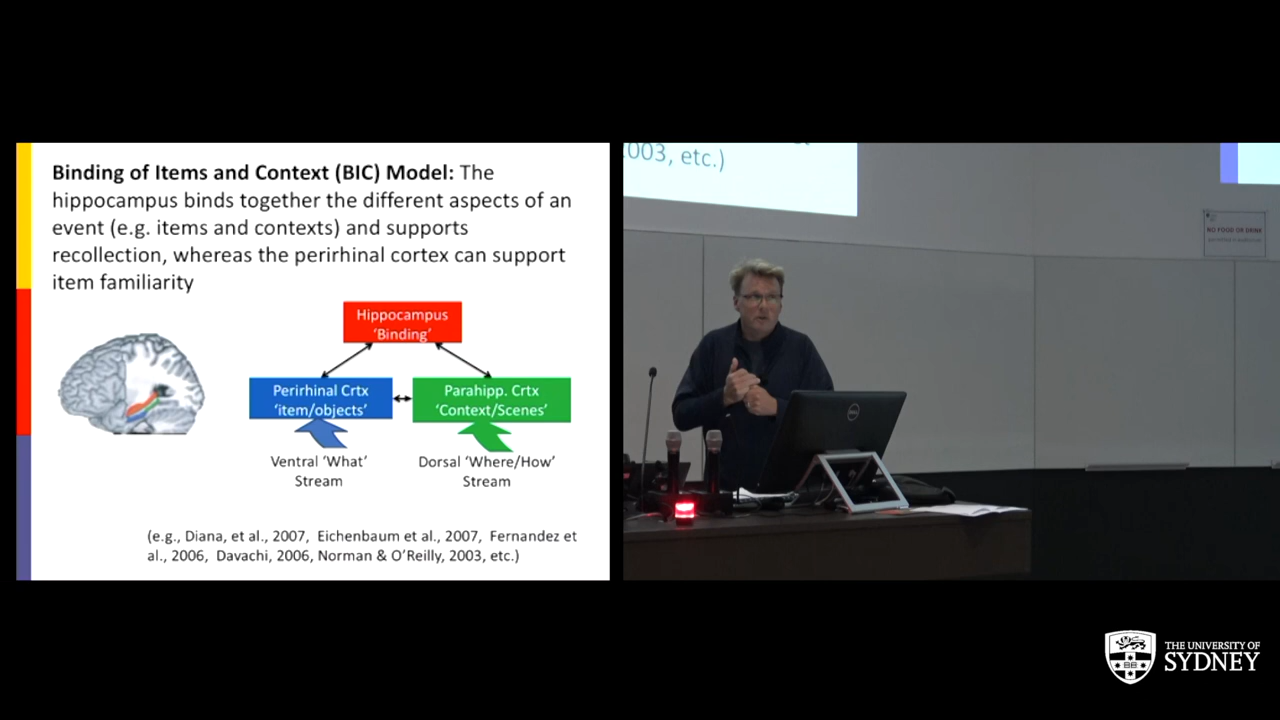 Binding of Items and Context (BIC) Model: The
hippocampus binds together the different aspects of an
event (e.g. items and contexts) and supports
recollection, whereas the perirhinal cortex can support
item familiarity
Hippocampus
‘Binding’
Perirhinal Crtx
‘item/objects’
Parahipp. Crtx
‘Context/Scenes’
Ventral ‘What’
Stream
Dorsal ‘Where/How’
Stream
(e.g., Diana, et al., 2007, Eichenbaum et al., 2007, Fernandez et
al., 2006, Davachi, 2006, Norman & O’Reilly, 2003, etc.)
2003, etc.)
NO FOOD OR DRINK
DELL
THE UNIVERSITY OF
SYDNEY